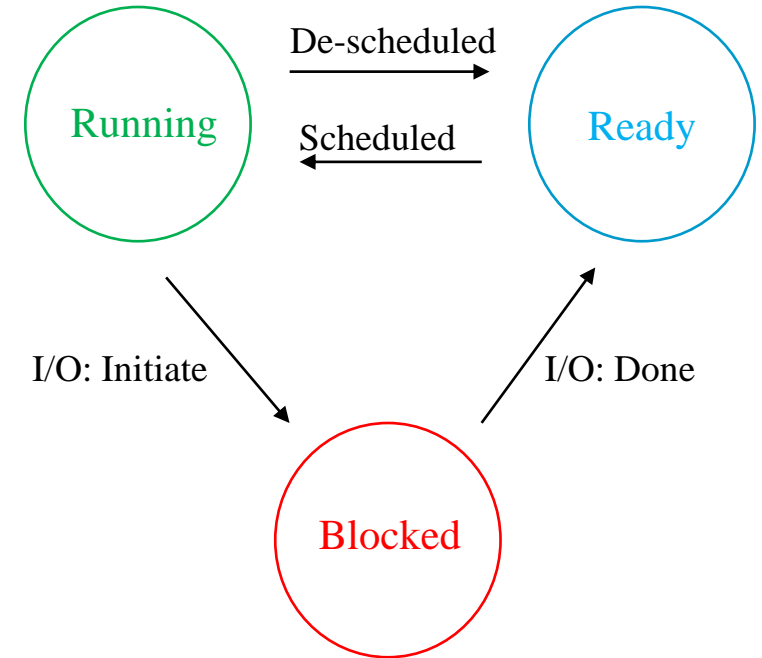 De-scheduled
Running
Ready
Scheduled
I/O: Initiate
I/O: Done
Blocked